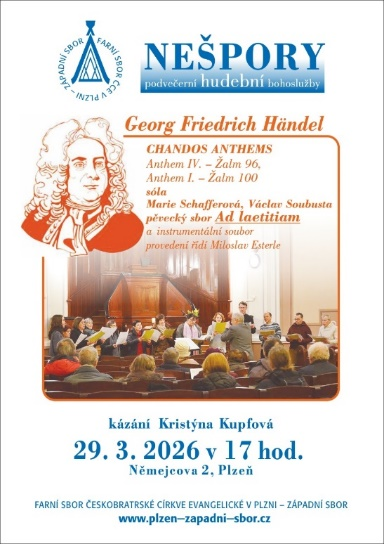 FARNÍ SBOR ČCE V PLZNI – ZÁPADNÍ SBOR
NEŠPORY
podvečerní hudební bohoslužby
Georg Friedrich Händel
CHANDOS ANTHEMS
Anthem IV. – Žalm 96,
Anthem I. – Žalm 100
sóla
Marie Schafferová, Václav Soubusta
pěvecký sbor Ad laetitiam
a instrumentální soubor
provedení řídí Miloslav Esterle
kázání Kristýna Kupfová
29. 3. 2026 v 17 hod.
Němejcova 2, Plzeň
FARNÍ SBOR ČESKOBRATRSKÉ CÍRKVE EVANGELICKÉ V PLZNI – ZÁPADNÍ SBOR
www.plzen–zapadni–sbor.cz